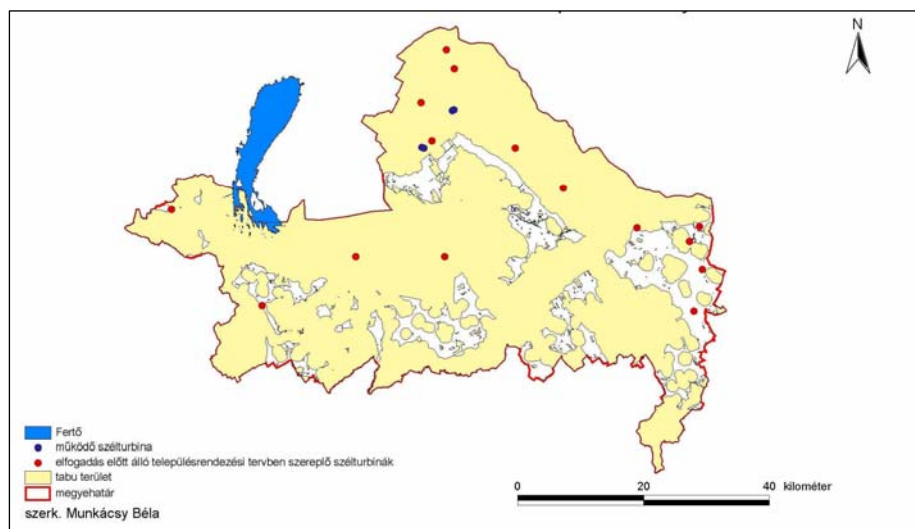 N
Fertő
működő szélturbina
elfogadás előtt álló településrendezési tervben szereplő szélturbinák
tabu terület
megyehatár
szerk. Munkácsy Béla
0 20 40 kilométer